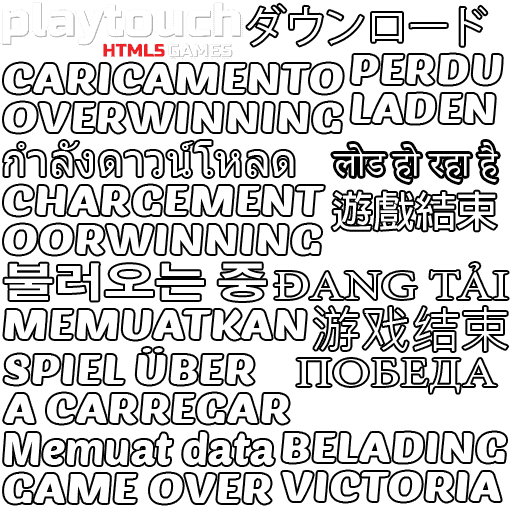 playtouch
HTML5 GAMES
ダウンロード
CARICAMENTO
PERDU
OVERWINNING
LADEN
กำลังดาวน์โหลด
लोड हो रहा है
CHARGEMENT
遊戲結束
OORWINNING
불러오는 중
ĐANG TẢI
MEMUATKAN
游戏结束
SPIEL ÜBER
ПОБЕДА
A CARREGAR
Memuat data
BELADING
GAME OVER
VICTORIA